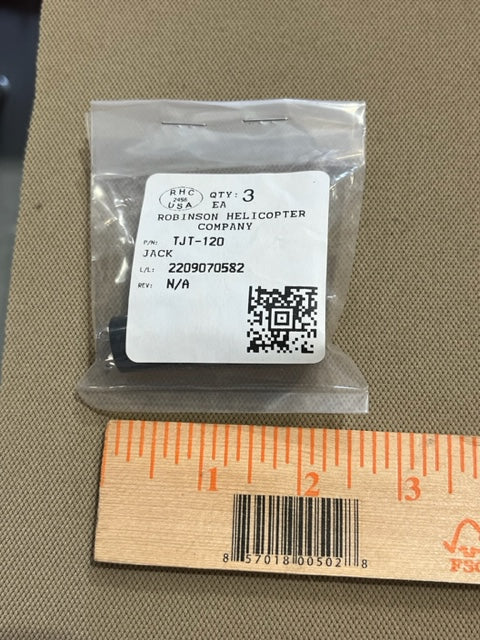 RHC
2456
USA
QTY: 3
EA
ROBINSON HELICOPTER
COMPANY
P/N: TJT-120
JACK
L/L: 2209070582
REV: N/A
1 2 3
8 57018 00502 8
FSC